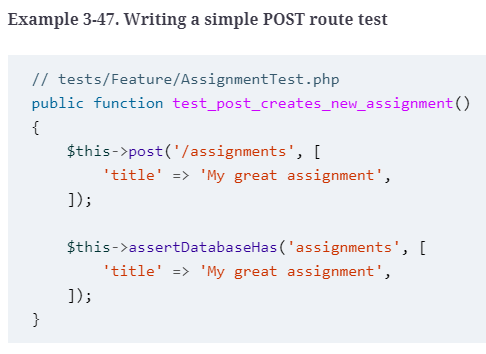 Example 3-47. Writing a simple POST route test
// tests/Feature/AssignmentTest.php
public function test_post_creates_new_assignment()
{
    $this->post('/assignments', [
        'title' => 'My great assignment',
    ]);

    $this->assertDatabaseHas('assignments', [
        'title' => 'My great assignment',
    ]);
}